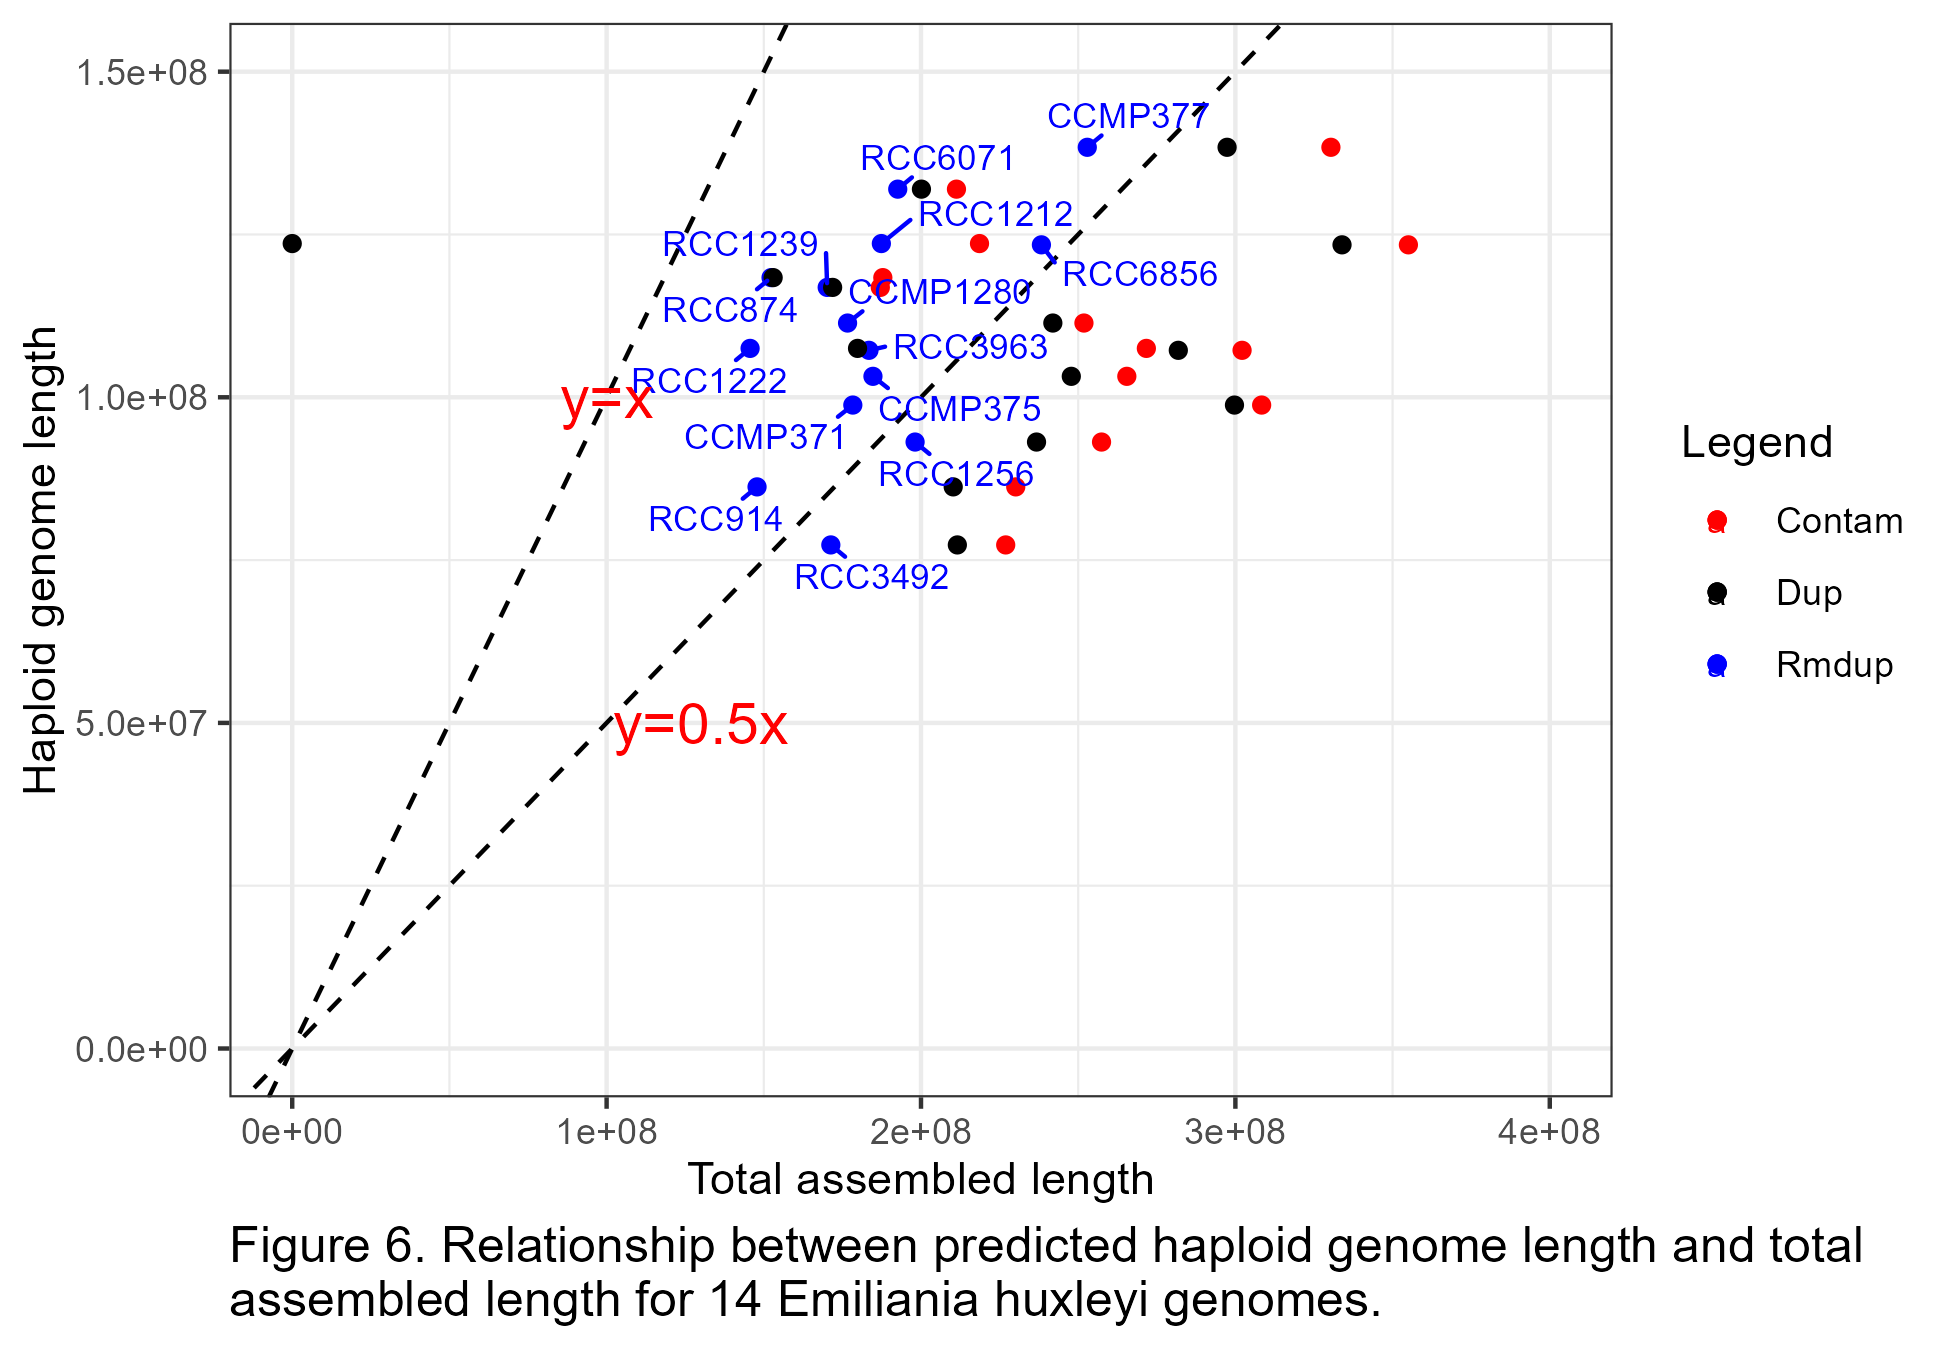 1.5e+08
1.0e+08
5.0e+07
0.0e+00
Haploid genome length
CCMP377
RCC6071
RCC1212
RCC1239
RCC6856
CCMP1280
RCC874
RCC3963
RCC1222
y=x
CCMP375
CCMP371
RCC1256
RCC914
RCC3492
y=0.5x
0e+00
1e+08
2e+08
3e+08
4e+08
Total assembled length
Legend
a Contam
a Dup
a Rmdup
Figure 6. Relationship between predicted haploid genome length and total
assembled length for 14 Emiliania huxleyi genomes.